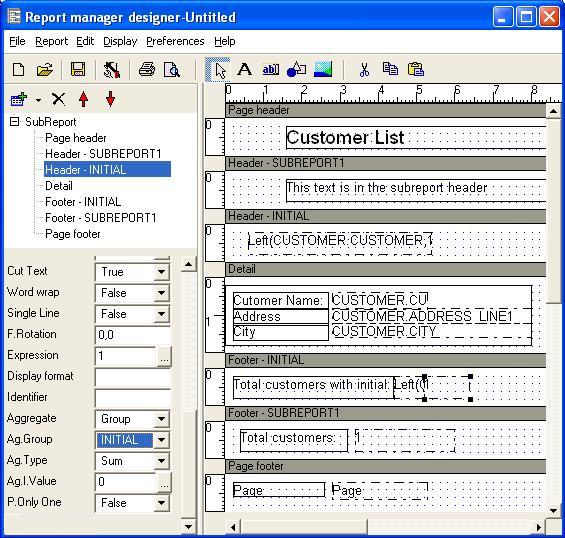 Report manager designer-Untitled
File Report Edit Display Preferences Help
A ab|
SubReport
Page header
Header - SUBREPORT1
Header - INITIAL
Detail
Footer - INITIAL
Footer - SUBREPORT1
Page footer
Cut Text True
Word wrap False
Single Line False
F.Rotation 0,0
Expression 1 ...
Display format
Identifier
Aggregate Group
Ag.Group INITIAL
Ag.Type Sum
Ag.I.Value 0 ...
P.Only One False
0 1 2 3 4 5 6 7 8
Page header
0
Customer List
Header - SUBREPORT1
0
This text is in the subreport header
Header - INITIAL
0
Left(CUSTOMER.CUSTOMER,1
Detail
0
Cutomer Name: CUSTOMER.CU
1
Address CUSTOMER.ADDRESS_LINE1
City CUSTOMER.CITY
Footer - INITIAL
0
Total customers with initial: Left(( 1
Footer - SUBREPORT1
0
Total customers: 1
Page footer
0
Page Page